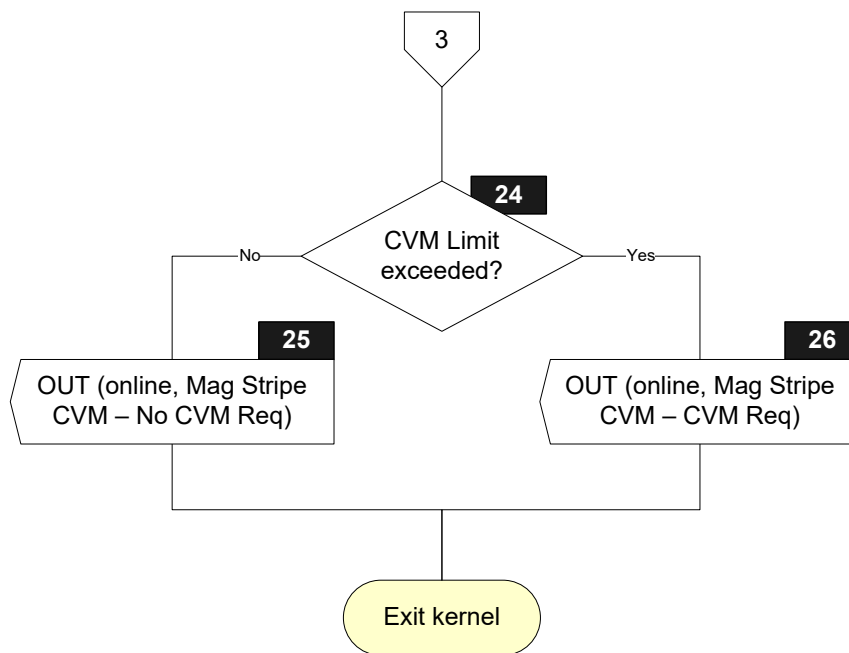 3
24
CVM Limit
exceeded?
No
Yes
25
OUT (online, Mag Stripe
CVM – No CVM Req)
26
OUT (online, Mag Stripe
CVM – CVM Req)
Exit kernel